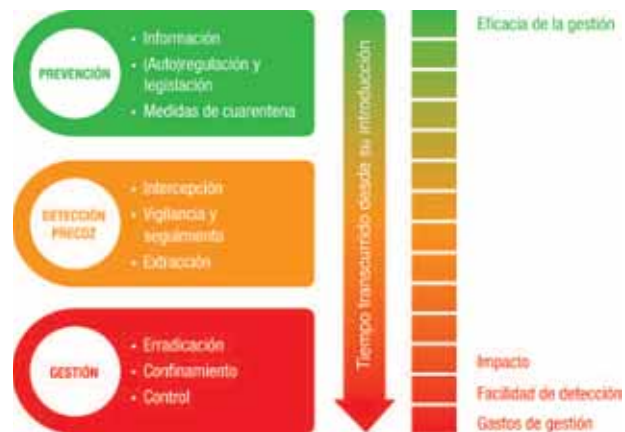 PREVENCIÓN
• Información
• (Auto)regulación y
legislación
• Medidas de cuarentena
DETECCIÓN
PRECOZ
• Intercepción
• Vigilancia y
seguimiento
• Extracción
GESTIÓN
• Erradicación
• Confinamiento
• Control
Tiempo transcurrido desde su introducción
Eficacia de la gestión
Impacto
Facilidad de detección
Gastos de gestión